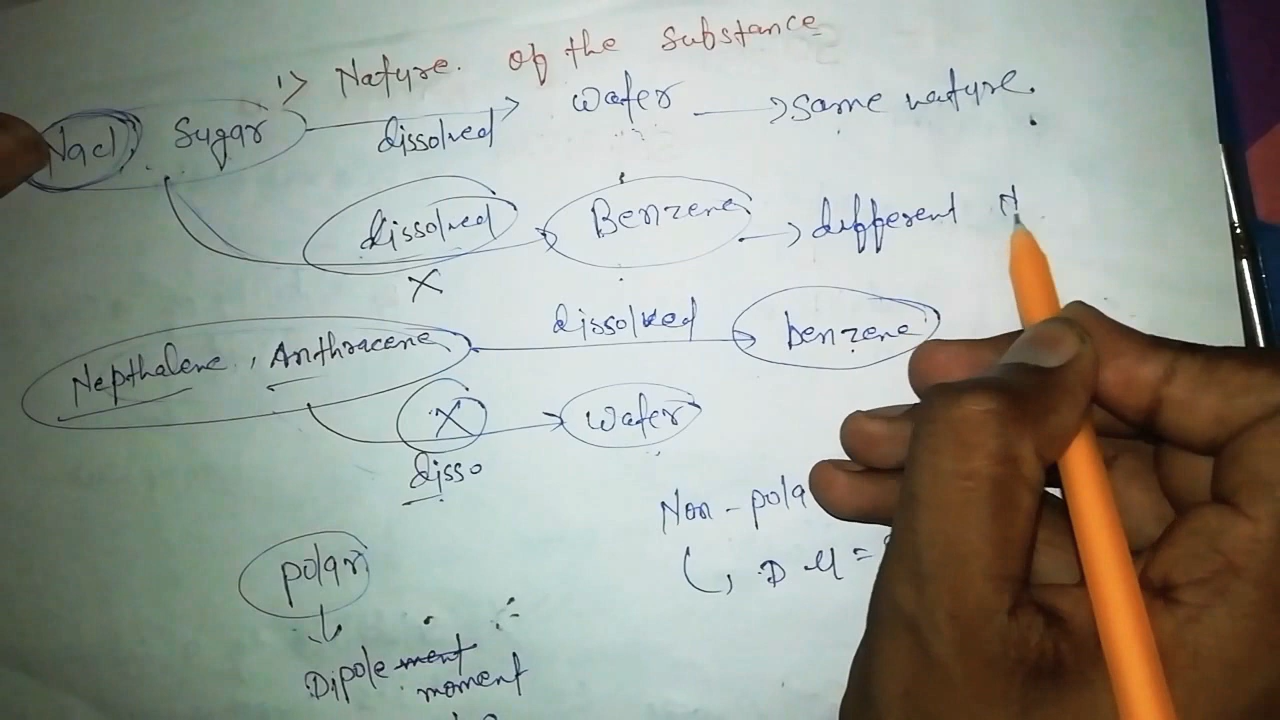 1> Nature. Of the substance
Nacl, Sugar dissolved water → same nature.
dissolved X Benzene → different N
Nepthalene, Anthracene dissolved benzene
X disso water
Non-pola
polar
D M =
Dipole
moment